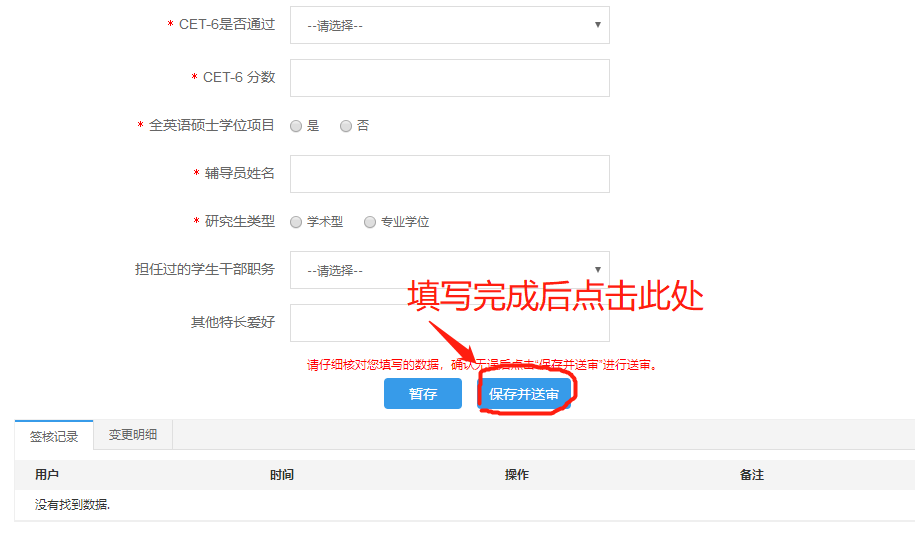 * CET-6是否通过 --请选择--
* CET-6 分数
* 全英语硕士学位项目 是 否
* 辅导员姓名
* 研究生类型 学术型 专业学位
担任过的学生干部职务 --请选择--
填写完成后点击此处
其他特长爱好
请仔细核对您填写的数据，确认无误后点击“保存并送审”进行送审。
暂存 保存并送审
签核记录 变更明细
用户 时间 操作 备注
没有找到数据.